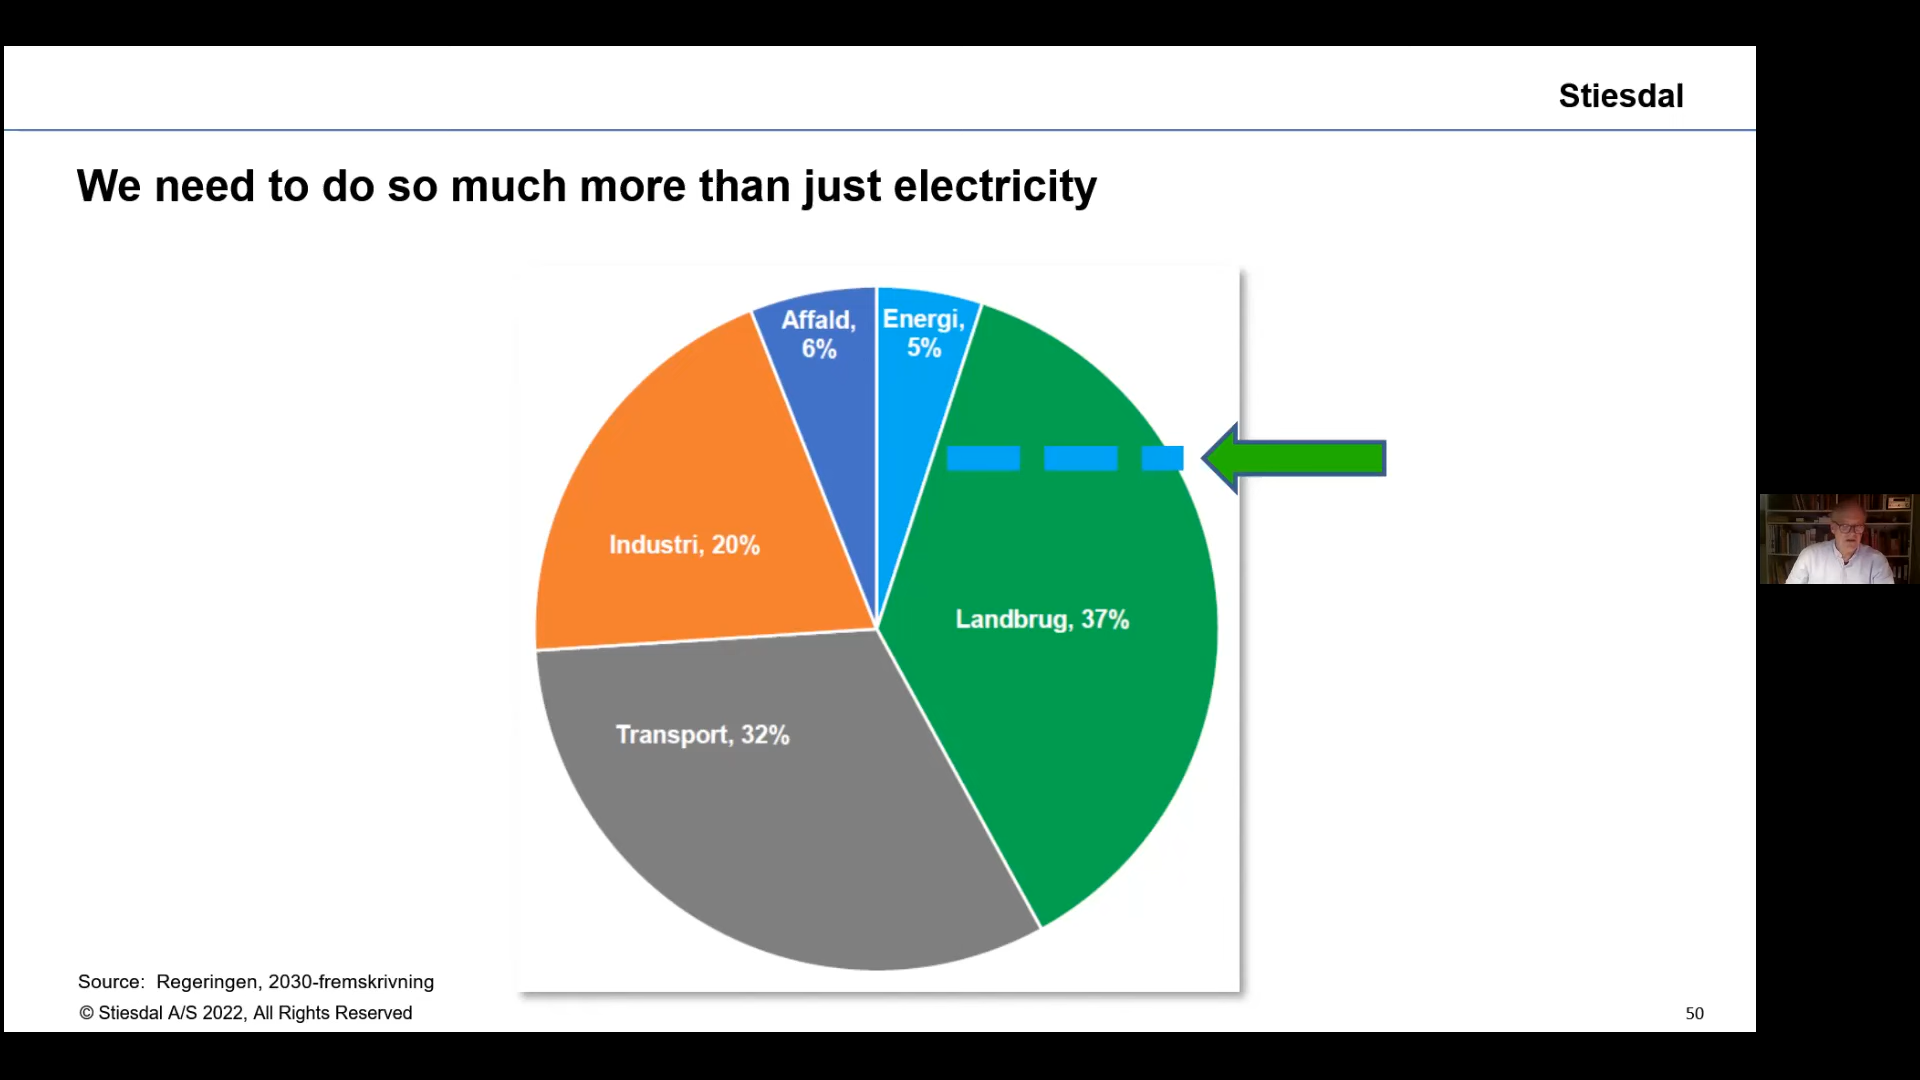 Stiesdal
We need to do so much more than just electricity
Affald,
6%
Energi,
5%
Industri, 20%
Landbrug, 37%
Transport, 32%
Source: Regeringen, 2030-fremskrivning
© Stiesdal A/S 2022, All Rights Reserved
50